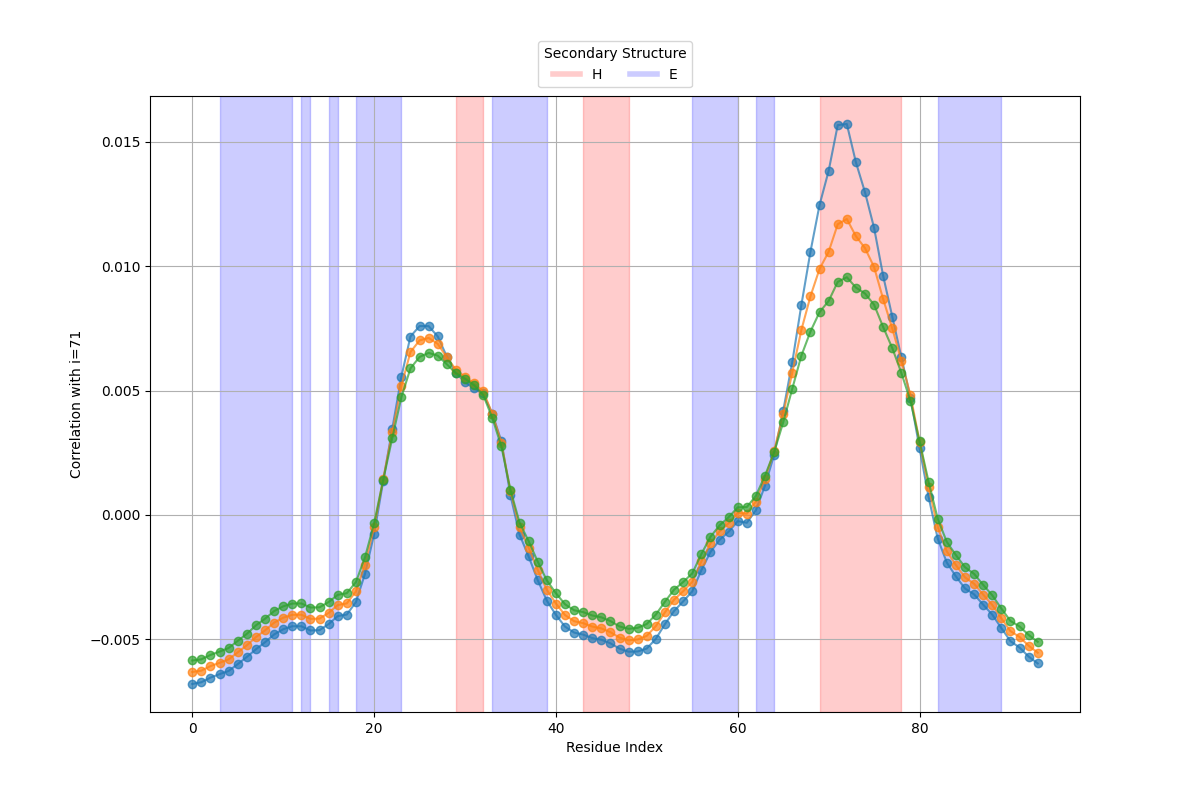 Secondary Structure
H E
0.015
0.010
0.005
0.000
−0.005
Correlation with i=71
0 20 40 60 80
Residue Index